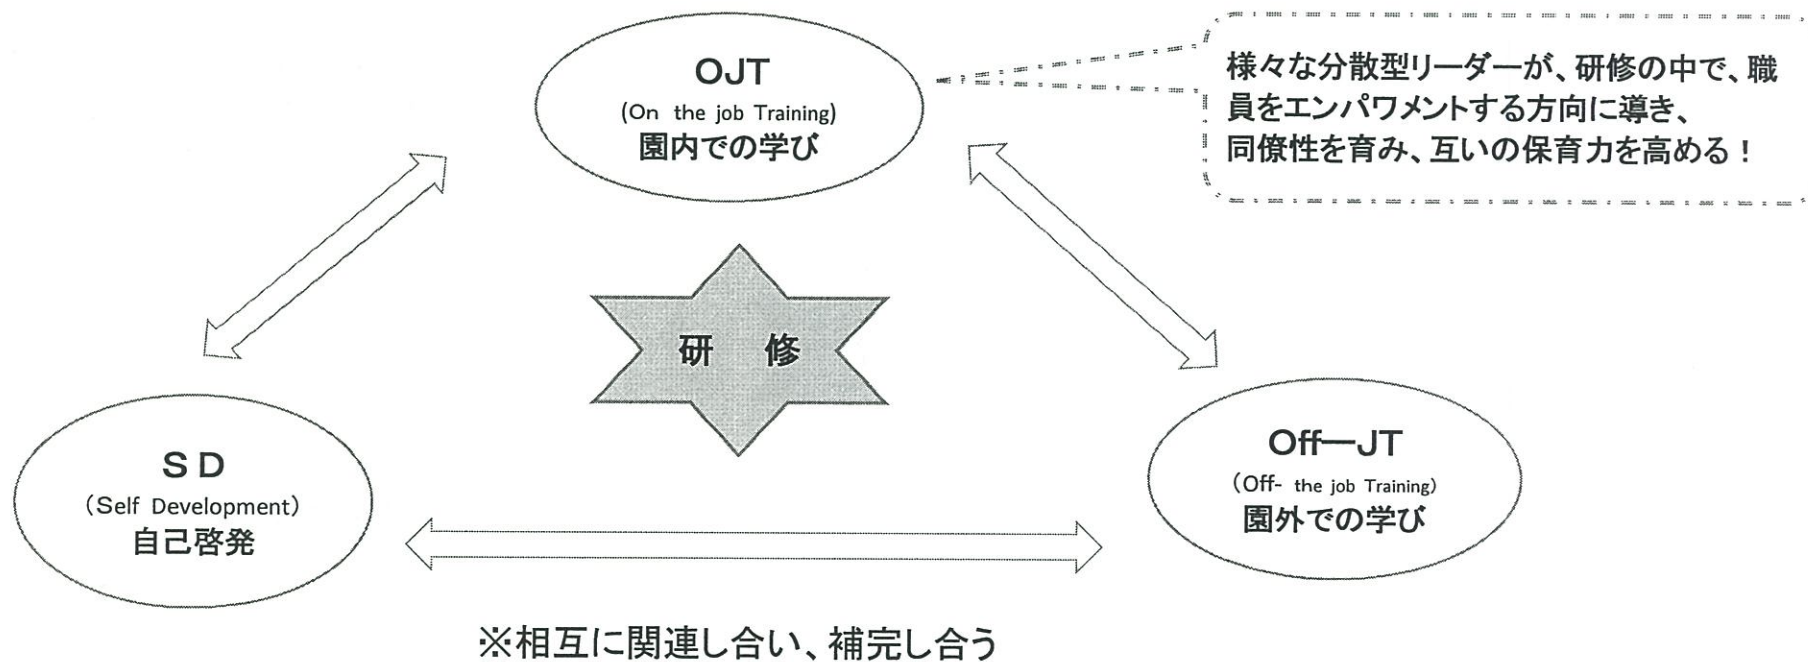 OJT
(On the job Training)
園内での学び
様々な分散型リーダーが、研修の中で、職
員をエンパワメントする方向に導き、
同僚性を育み、互いの保育力を高める！
研　修
ＳＤ
（Self Development）
自己啓発
Off―JT
（Off- the job Training）
園外での学び
※相互に関連し合い、補完し合う